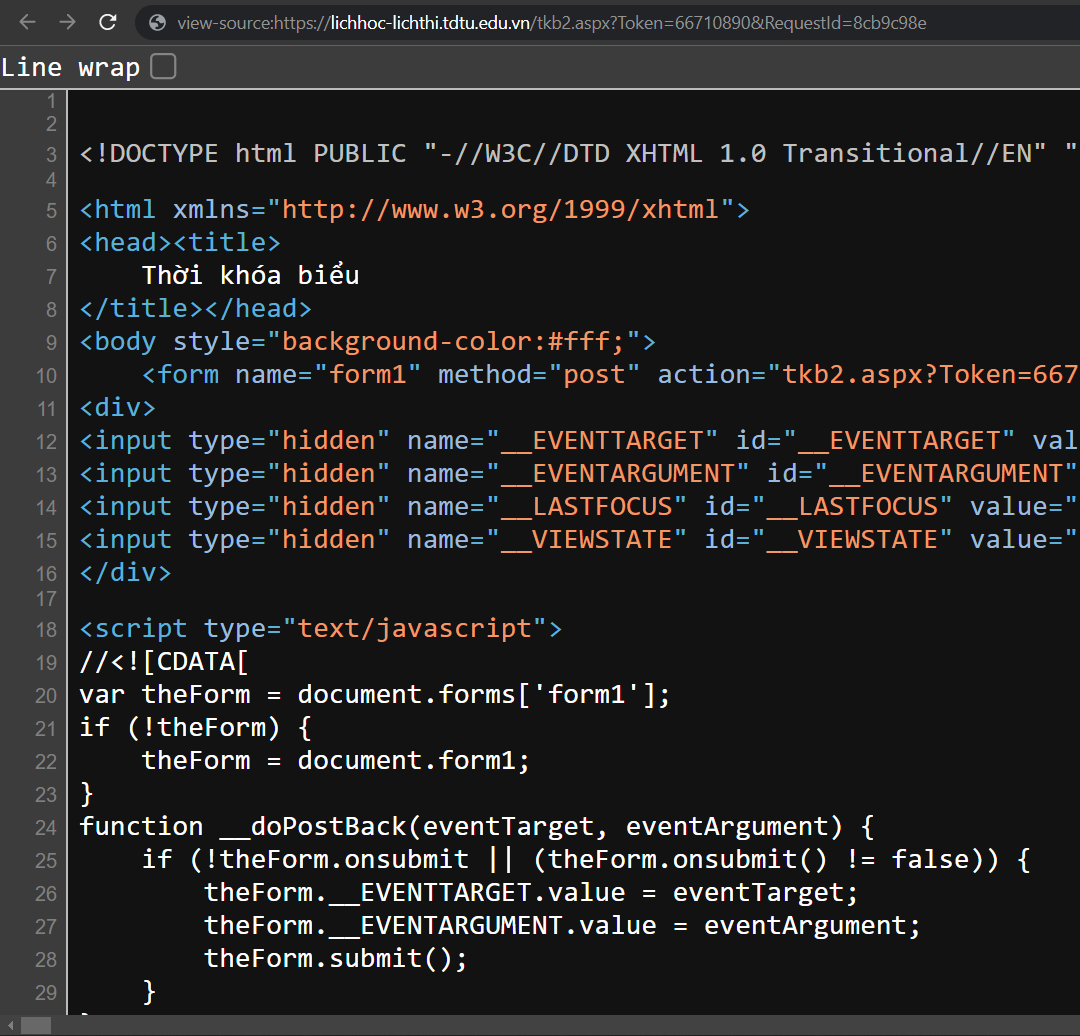 view-source:https://lichhoc-lichthi.tdtu.edu.vn/tkb2.aspx?Token=66710890&RequestId=8cb9c98e
Line wrap
1
2
3 <!DOCTYPE html PUBLIC "-//W3C//DTD XHTML 1.0 Transitional//EN" "
4
5 <html xmlns="http://www.w3.org/1999/xhtml">
6 <head><title>
7 Thời khóa biểu
8 </title></head>
9 <body style="background-color:#fff;">
10 <form name="form1" method="post" action="tkb2.aspx?Token=667
11 <div>
12 <input type="hidden" name="__EVENTTARGET" id="__EVENTTARGET" val
13 <input type="hidden" name="__EVENTARGUMENT" id="__EVENTARGUMENT"
14 <input type="hidden" name="__LASTFOCUS" id="__LASTFOCUS" value="
15 <input type="hidden" name="__VIEWSTATE" id="__VIEWSTATE" value="
16 </div>
17
18 <script type="text/javascript">
19 //<![CDATA[
20 var theForm = document.forms['form1'];
21 if (!theForm) {
22 theForm = document.form1;
23 }
24 function __doPostBack(eventTarget, eventArgument) {
25 if (!theForm.onsubmit || (theForm.onsubmit() != false)) {
26 theForm.__EVENTTARGET.value = eventTarget;
27 theForm.__EVENTARGUMENT.value = eventArgument;
28 theForm.submit();
29 }